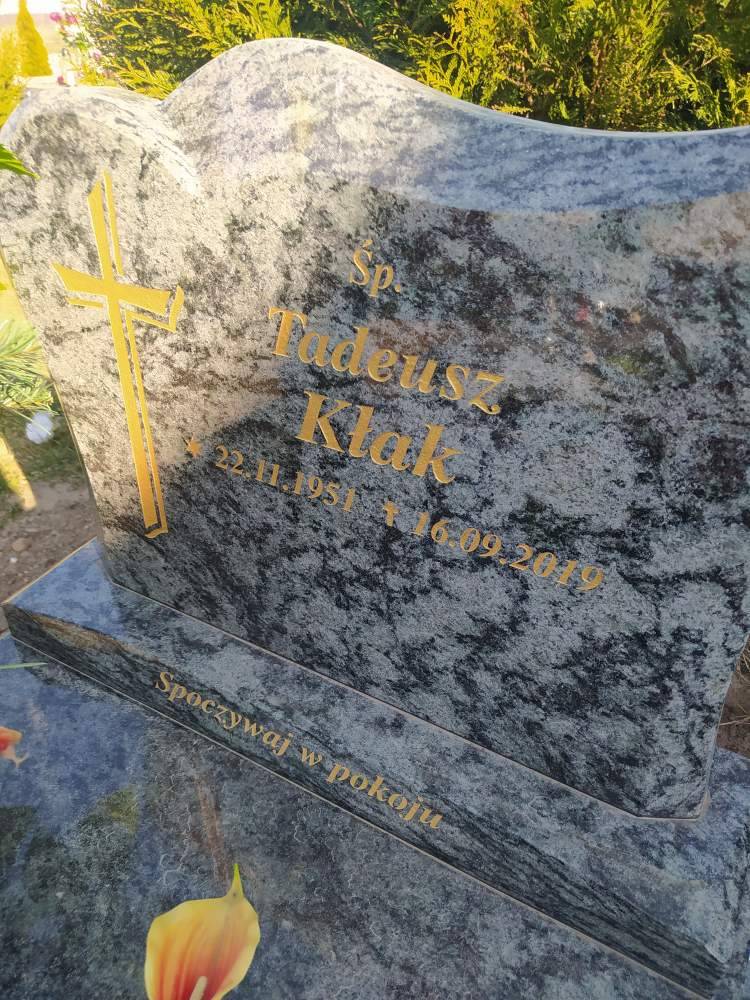 Śp.
Tadeusz
Kłak
★ 22.11.1951 ✝ 16.09.2019
Spoczywaj w pokoju